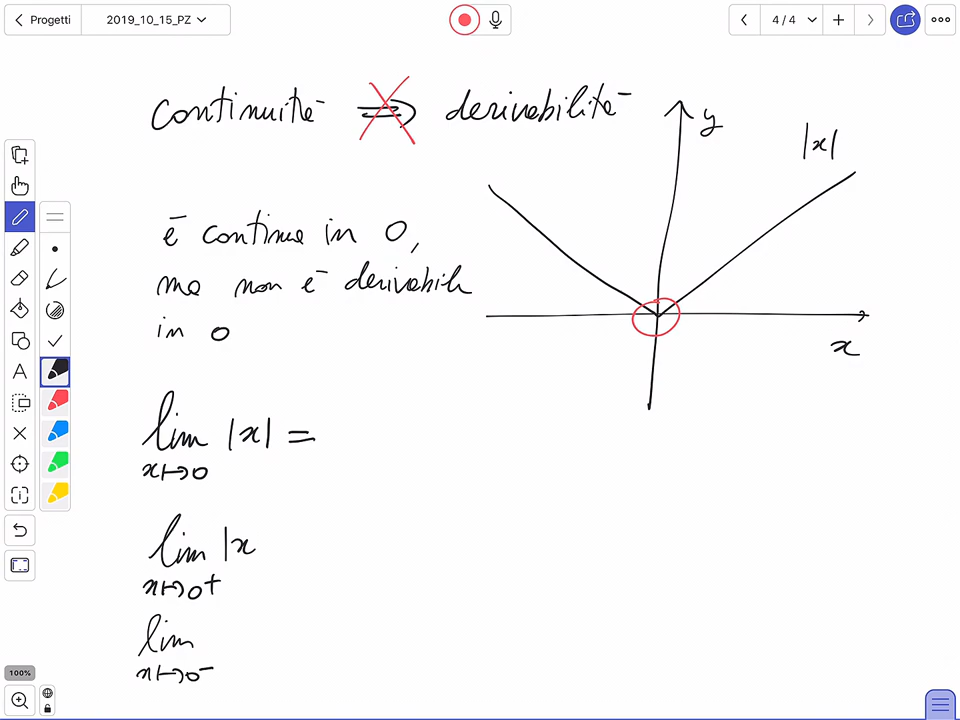 Progetti
2019_10_15_PZ
4 / 4
continuità ⇒ derivabilità
y
|x|
è continua in 0,
ma non è derivabile
in 0
x
lim |x| =
x→0
lim |x
x→0+
lim
x→0-
100%